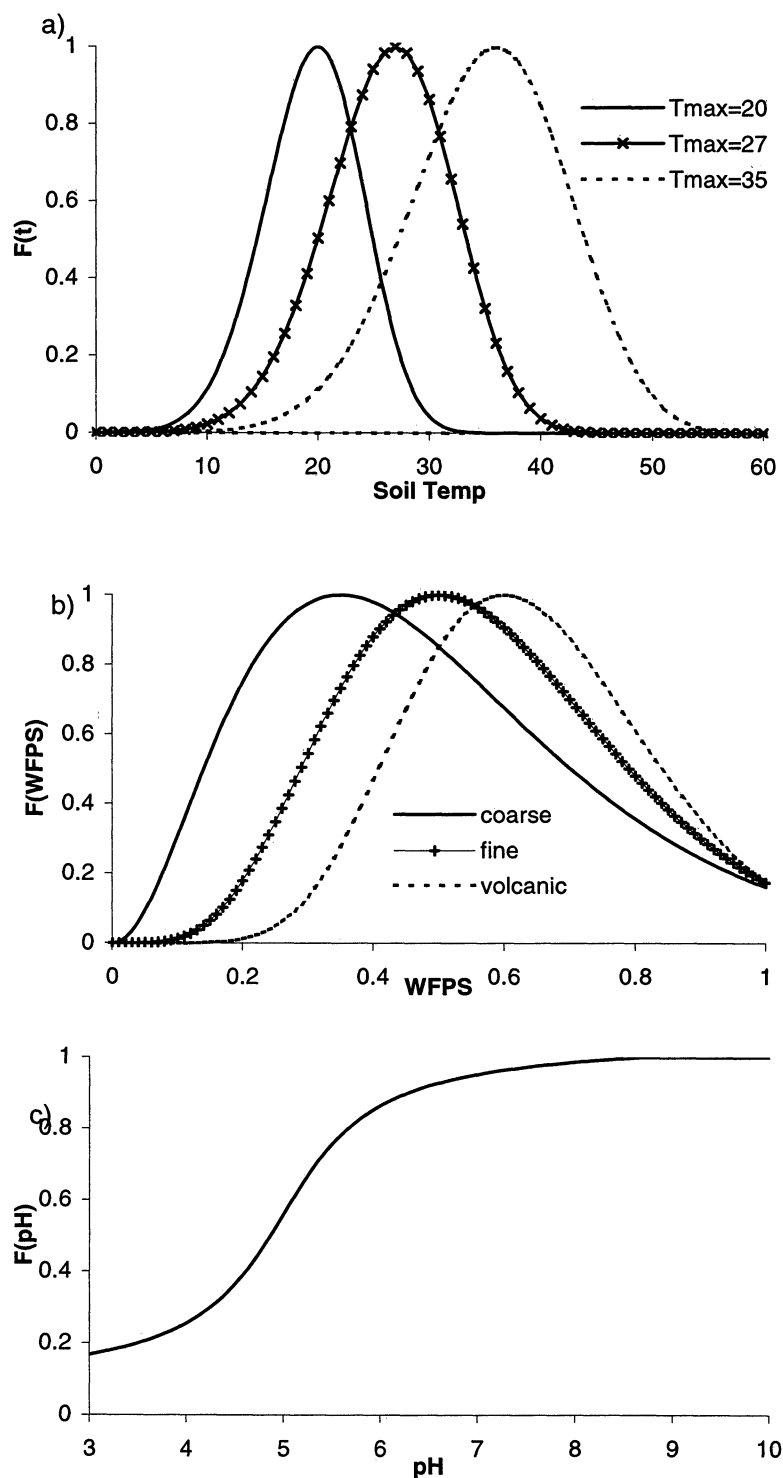 a)
1
0.8
0.6
0.4
0.2
0
F(t)
Tmax=20
Tmax=27
Tmax=35
0 10 20 30 40 50 60
Soil Temp
b)
1
0.8
0.6
0.4
0.2
0
F(WFPS)
coarse
fine
volcanic
0 0.2 0.4 0.6 0.8 1
WFPS
c)
1
0.8
0.6
0.4
0.2
0
F(pH)
3 4 5 6 7 8 9 10
pH